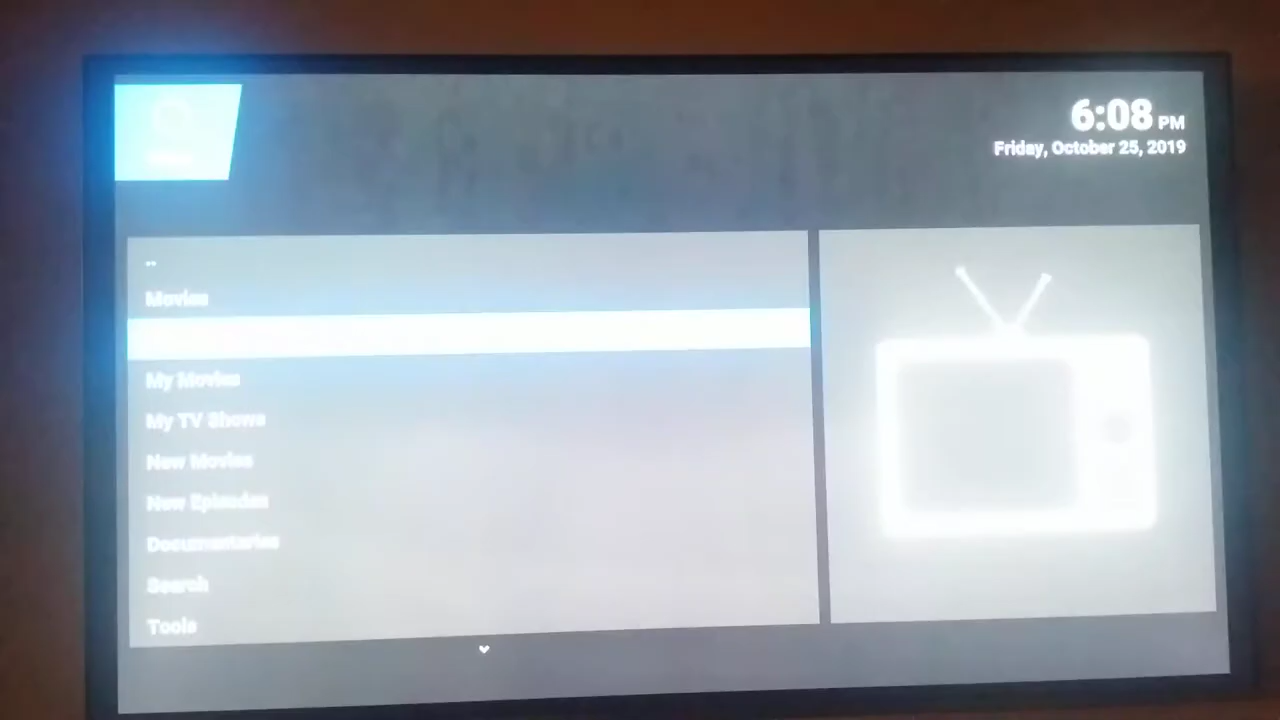 6:08 PM
Friday, October 25, 2019
..
Movies
My Movies
My TV Shows
New Movies
New Episodes
Documentaries
Search
Tools